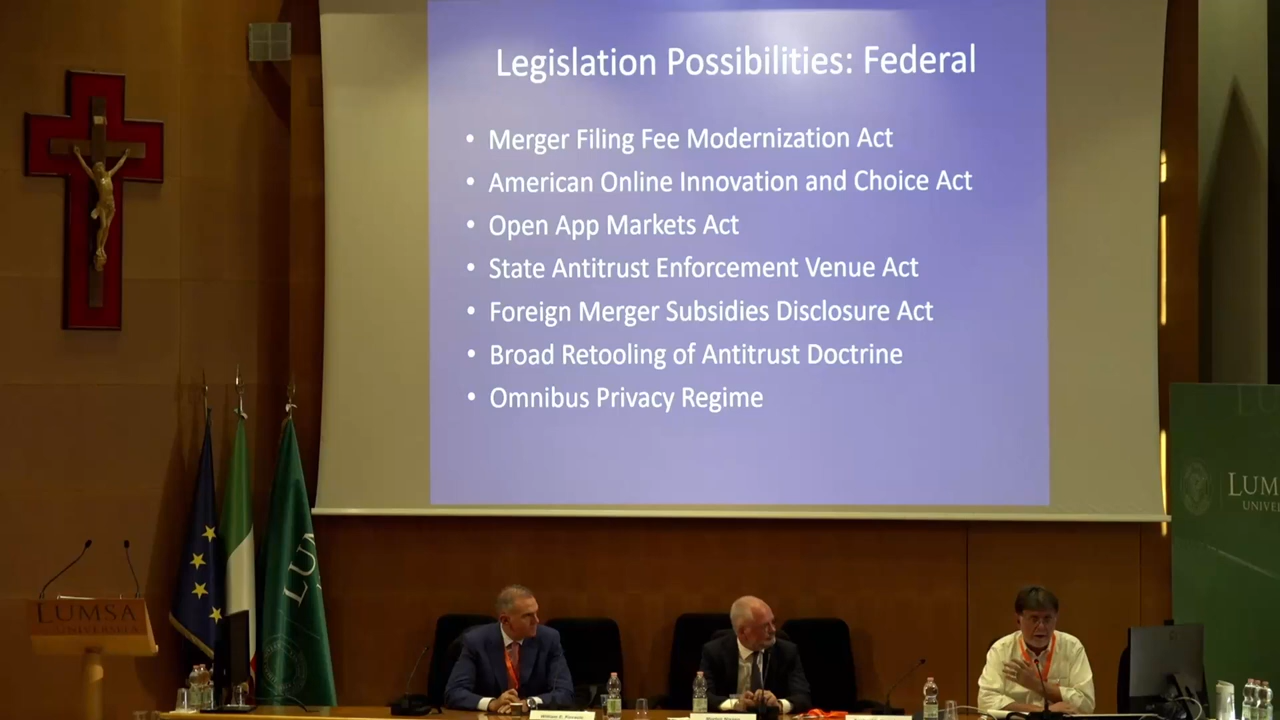 Legislation Possibilities: Federal
• Merger Filing Fee Modernization Act
• American Online Innovation and Choice Act
• Open App Markets Act
• State Antitrust Enforcement Venue Act
• Foreign Merger Subsidies Disclosure Act
• Broad Retooling of Antitrust Doctrine
• Omnibus Privacy Regime
LUM
UNIVE
LU
LUMSA